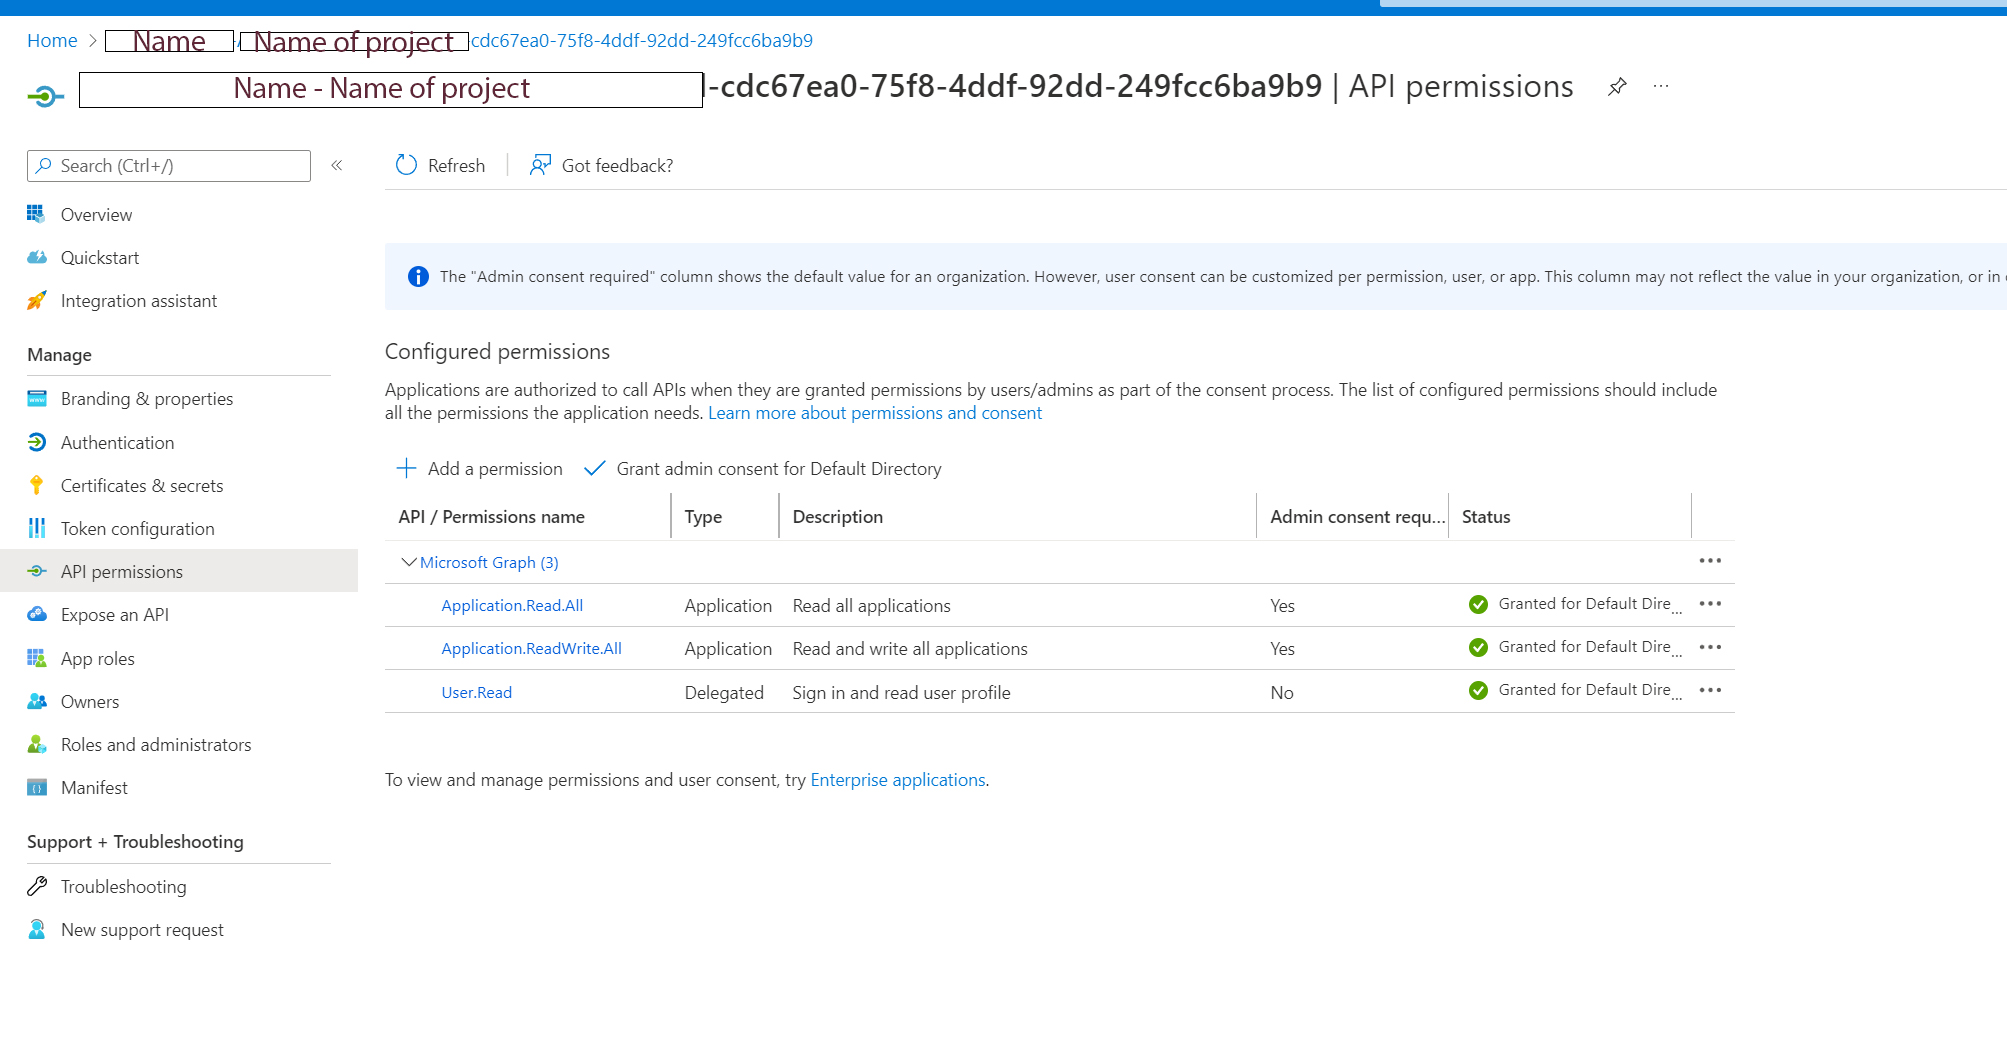 Home > Name Name of project -cdc67ea0-75f8-4ddf-92dd-249fcc6ba9b9
Name - Name of project -cdc67ea0-75f8-4ddf-92dd-249fcc6ba9b9 | API permissions ...
Search (Ctrl+/) «
Refresh | Got feedback?
Overview
Quickstart
Integration assistant
Manage
Branding & properties
Authentication
Certificates & secrets
Token configuration
API permissions
Expose an API
App roles
Owners
Roles and administrators
Manifest
Support + Troubleshooting
Troubleshooting
New support request
The "Admin consent required" column shows the default value for an organization. However, user consent can be customized per permission, user, or app. This column may not reflect the value in your organization, or in
Configured permissions
Applications are authorized to call APIs when they are granted permissions by users/admins as part of the consent process. The list of configured permissions should include
all the permissions the application needs. Learn more about permissions and consent
Add a permission Grant admin consent for Default Directory
API / Permissions name Type Description Admin consent requ... Status
Microsoft Graph (3) ...
Application.Read.All Application Read all applications Yes Granted for Default Dire... ...
Application.ReadWrite.All Application Read and write all applications Yes Granted for Default Dire... ...
User.Read Delegated Sign in and read user profile No Granted for Default Dire... ...
To view and manage permissions and user consent, try Enterprise applications.